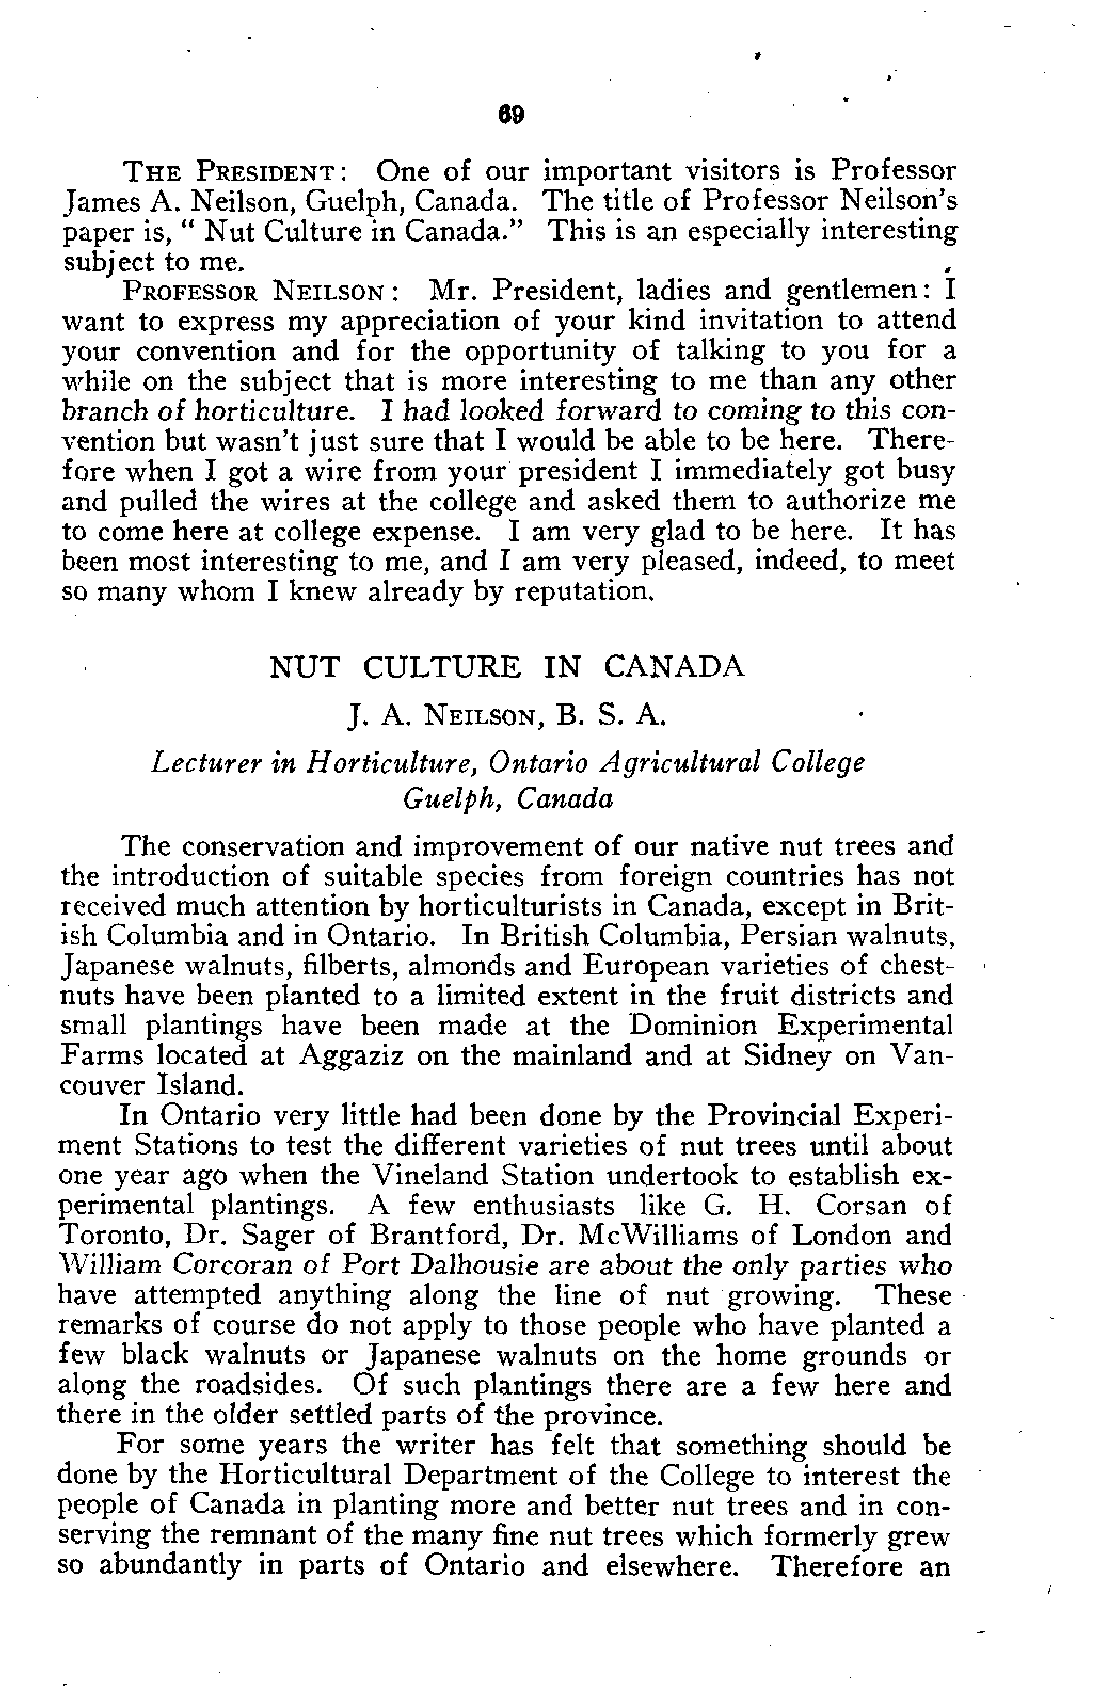 69
THE PRESIDENT: One of our important visitors is Professor
James A. Neilson, Guelph, Canada. The title of Professor Neilson's
paper is, " Nut Culture in Canada." This is an especially interesting
subject to me.
PROFESSOR NEILSON: Mr. President, ladies and gentlemen: I
want to express my appreciation of your kind invitation to attend
your convention and for the opportunity of talking to you for a
while on the subject that is more interesting to me than any other
branch of horticulture. I had looked forward to coming to this con-
vention but wasn't just sure that I would be able to be here. There-
fore when I got a wire from your president I immediately got busy
and pulled the wires at the college and asked them to authorize me
to come here at college expense. I am very glad to be here. It has
been most interesting to me, and I am very pleased, indeed, to meet
so many whom I knew already by reputation.
NUT CULTURE IN CANADA
J. A. NEILSON, B. S. A.
Lecturer in Horticulture, Ontario Agricultural College
Guelph, Canada
The conservation and improvement of our native nut trees and
the introduction of suitable species from foreign countries has not
received much attention by horticulturists in Canada, except in Brit-
ish Columbia and in Ontario. In British Columbia, Persian walnuts,
Japanese walnuts, filberts, almonds and European varieties of chest-
nuts have been planted to a limited extent in the fruit districts and
small plantings have been made at the Dominion Experimental
Farms located at Aggaziz on the mainland and at Sidney on Van-
couver Island.
In Ontario very little had been done by the Provincial Experi-
ment Stations to test the different varieties of nut trees until about
one year ago when the Vineland Station undertook to establish ex-
perimental plantings. A few enthusiasts like G. H. Corsan of
Toronto, Dr. Sager of Brantford, Dr. McWilliams of London and
William Corcoran of Port Dalhousie are about the only parties who
have attempted anything along the line of nut growing. These
remarks of course do not apply to those people who have planted a
few black walnuts or Japanese walnuts on the home grounds or
along the roadsides. Of such plantings there are a few here and
there in the older settled parts of the province.
For some years the writer has felt that something should be
done by the Horticultural Department of the College to interest the
people of Canada in planting more and better nut trees and in con-
serving the remnant of the many fine nut trees which formerly grew
so abundantly in parts of Ontario and elsewhere. Therefore an